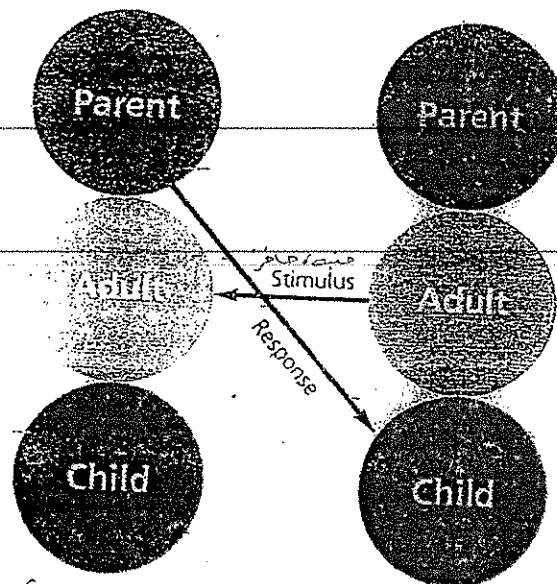 Parent Parent
Stimulus
Adult Adult
Response
Child Child